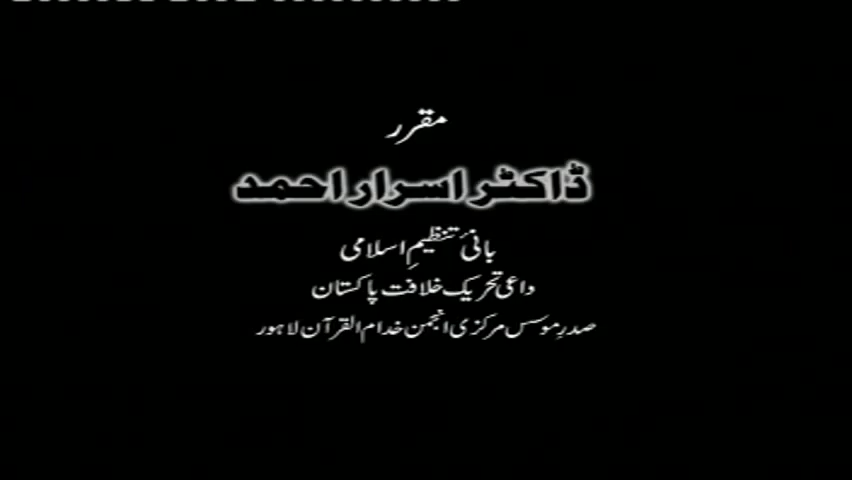 مقرر
ڈاکٹر اسرار احمد
بانیٔ تنظیمِ اسلامی
داعی تحریک خلافت پاکستان
صدرِ موسس مرکزی انجمن خدام القرآن لاہور